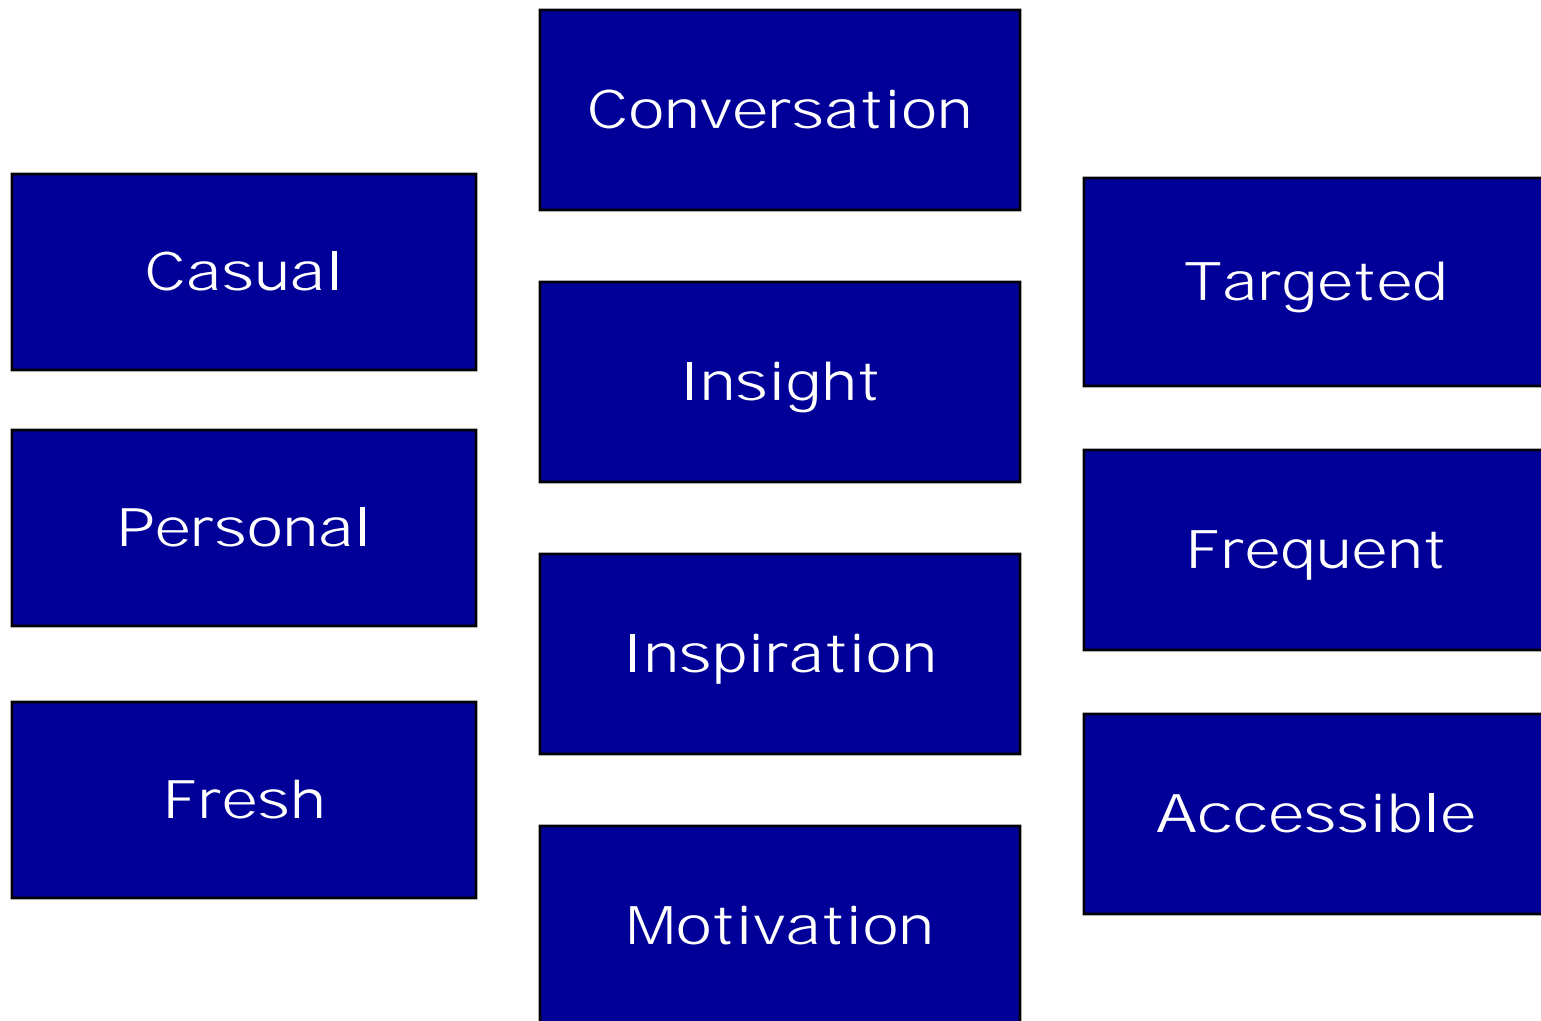 Conversation
Casual
Targeted
Insight
Personal
Frequent
Inspiration
Fresh
Accessible
Motivation